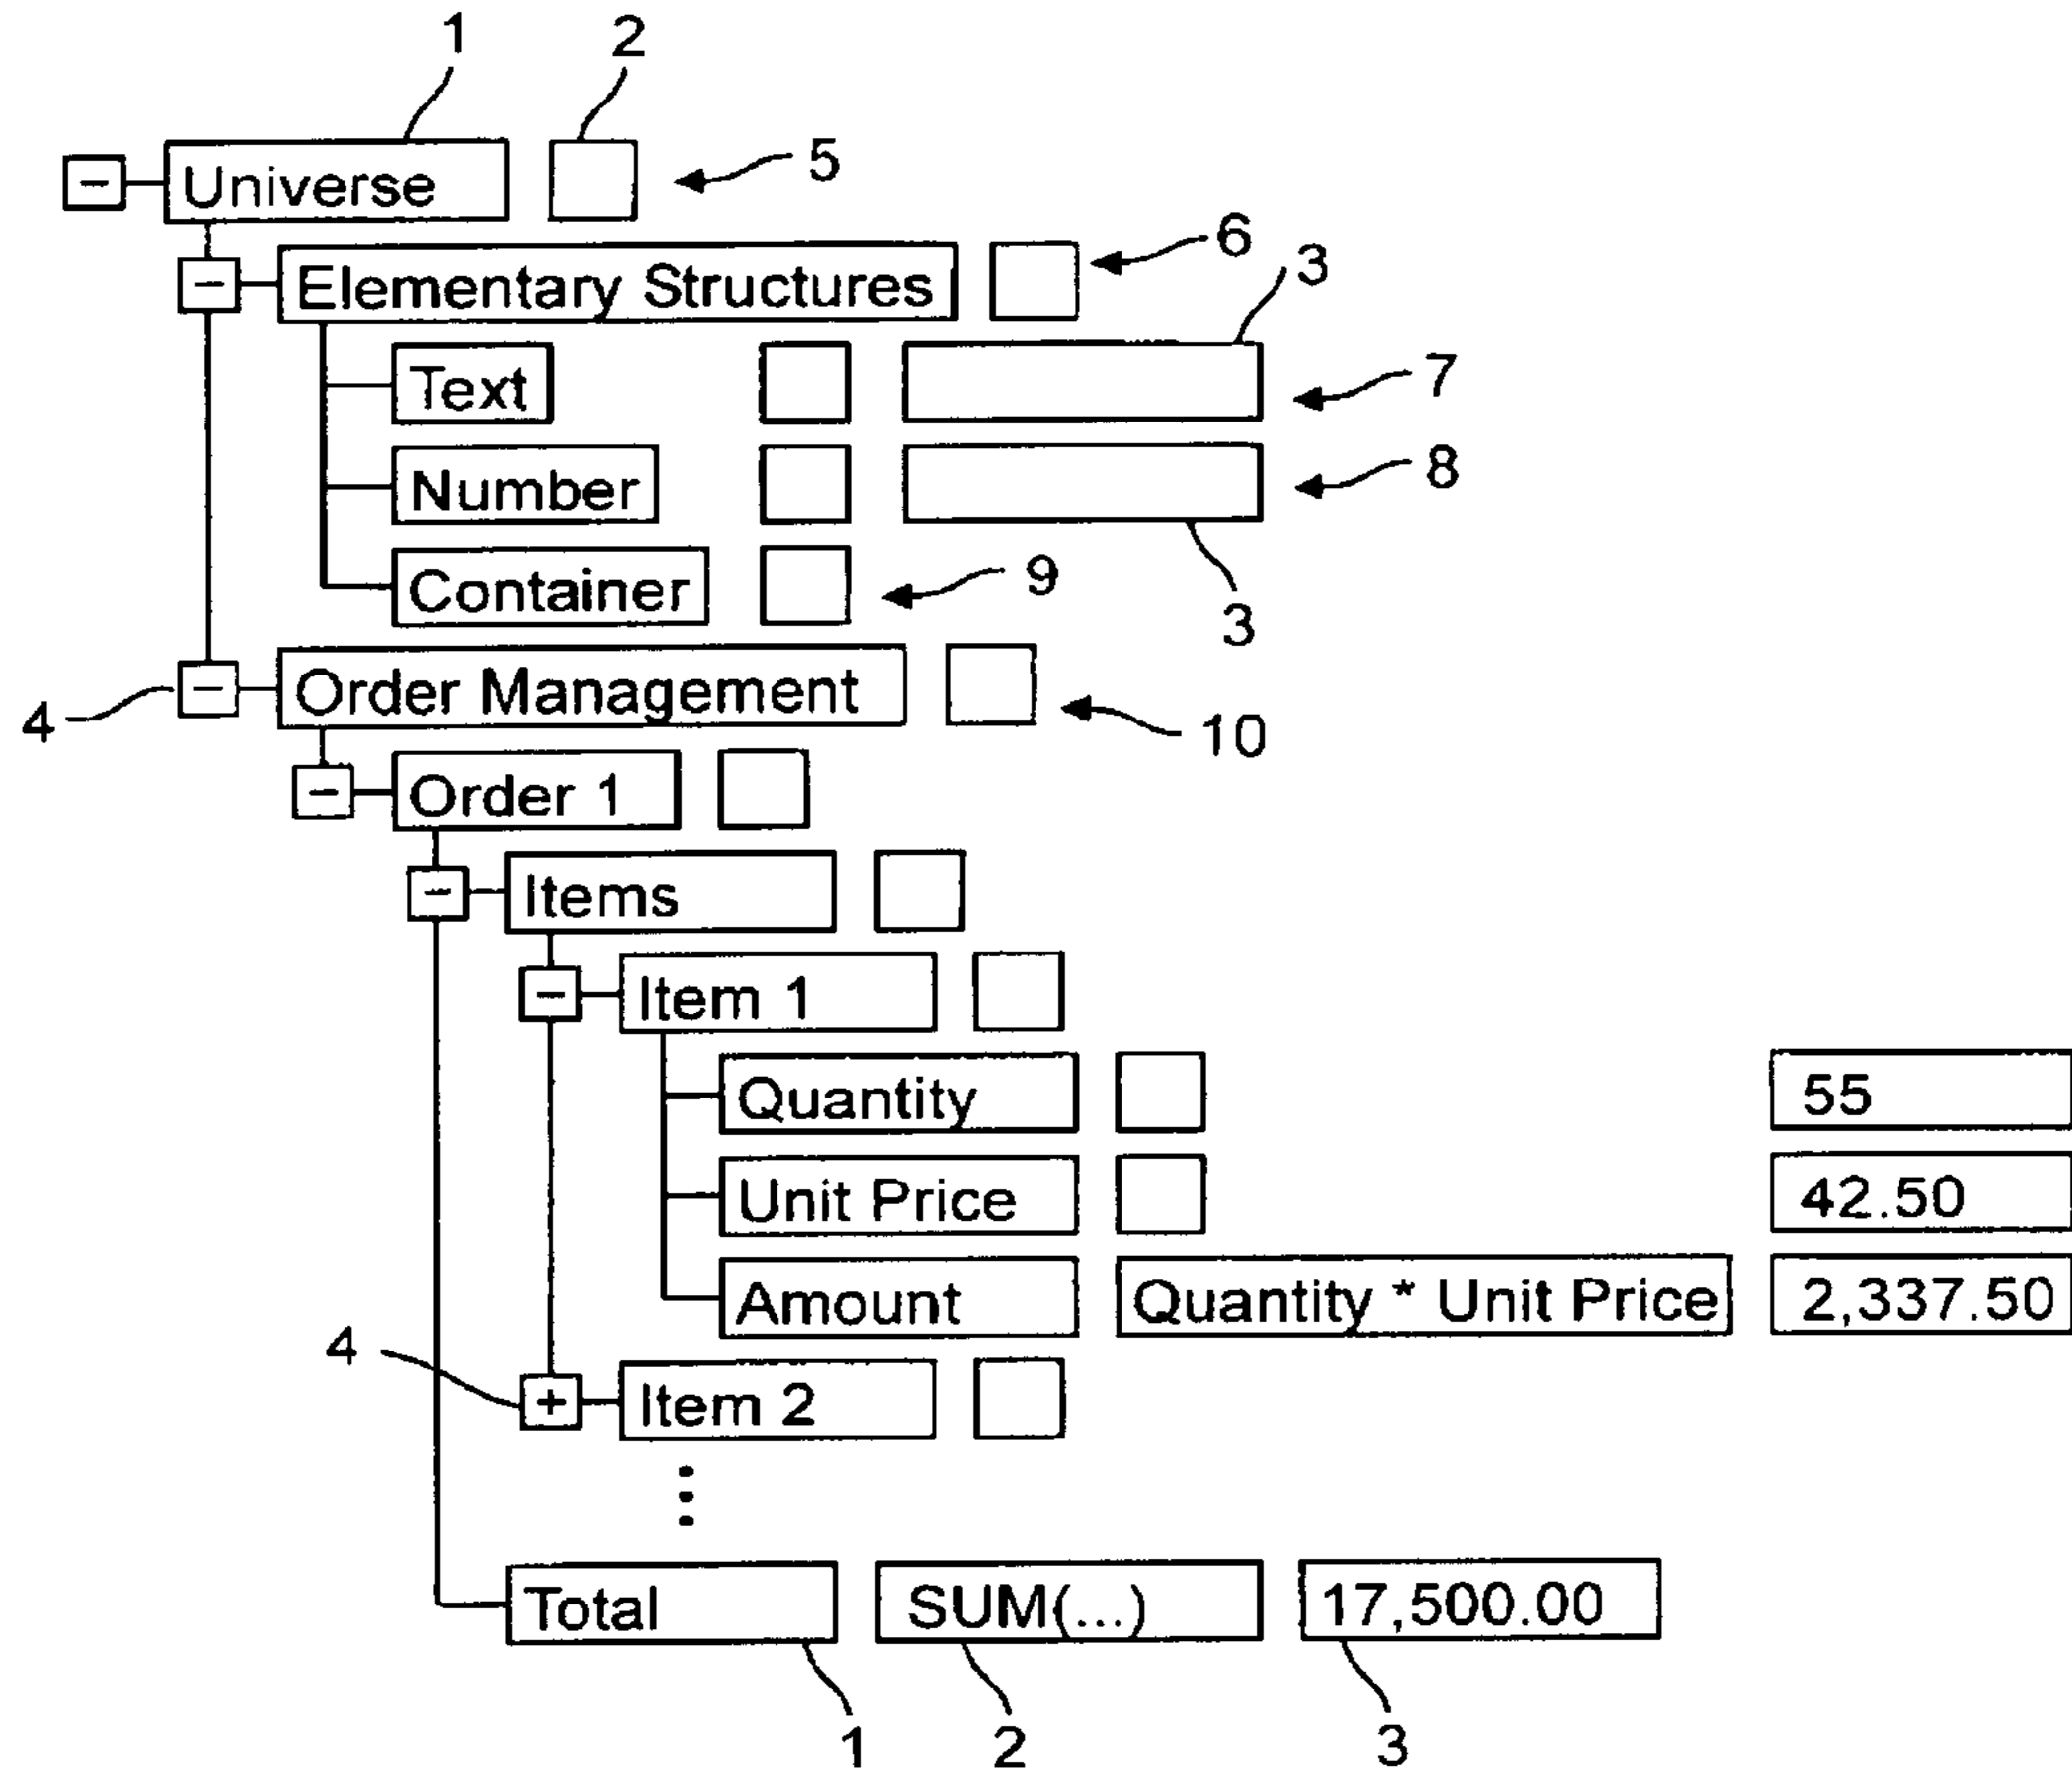 1 2
− Universe 5
− Elementary Structures 6 3
Text 7
Number 8
Container 9 3
4 − Order Management 10
− Order 1
− Items
− Item 1
Quantity 55
Unit Price 42.50
Amount Quantity * Unit Price 2,337.50
4 + Item 2
⋮
Total SUM(...) 17,500.00
1 2 3